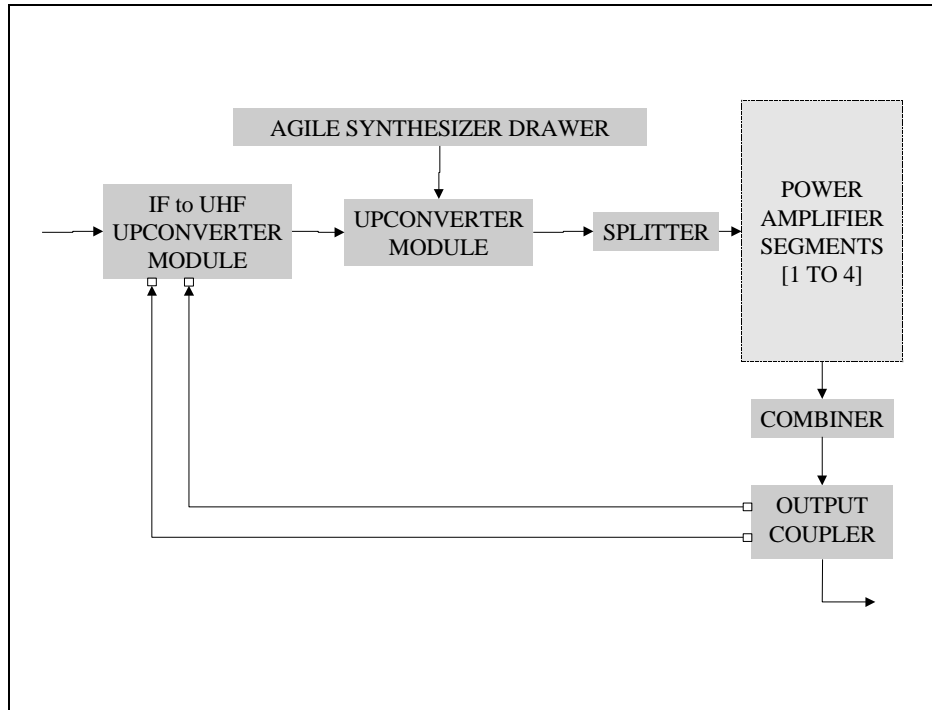 AGILE SYNTHESIZER DRAWER
IF to UHF
UPCONVERTER
MODULE
UPCONVERTER
MODULE
SPLITTER
POWER
AMPLIFIER
SEGMENTS
[1 TO 4]
COMBINER
OUTPUT
COUPLER